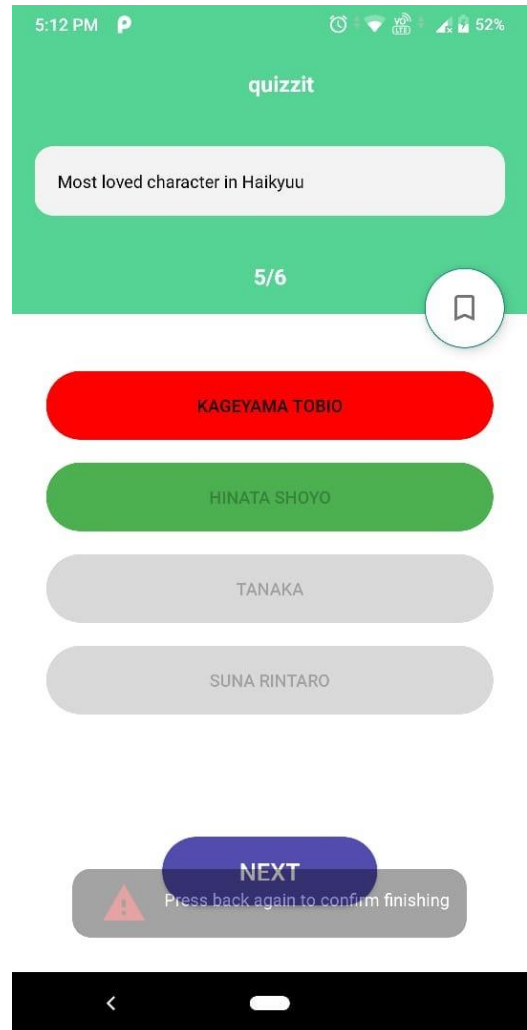 5:12 PM
52%
quizzit
Most loved character in Haikyuu
5/6
KAGEYAMA TOBIO
HINATA SHOYO
TANAKA
SUNA RINTARO
NEXT
Press back again to confirm finishing